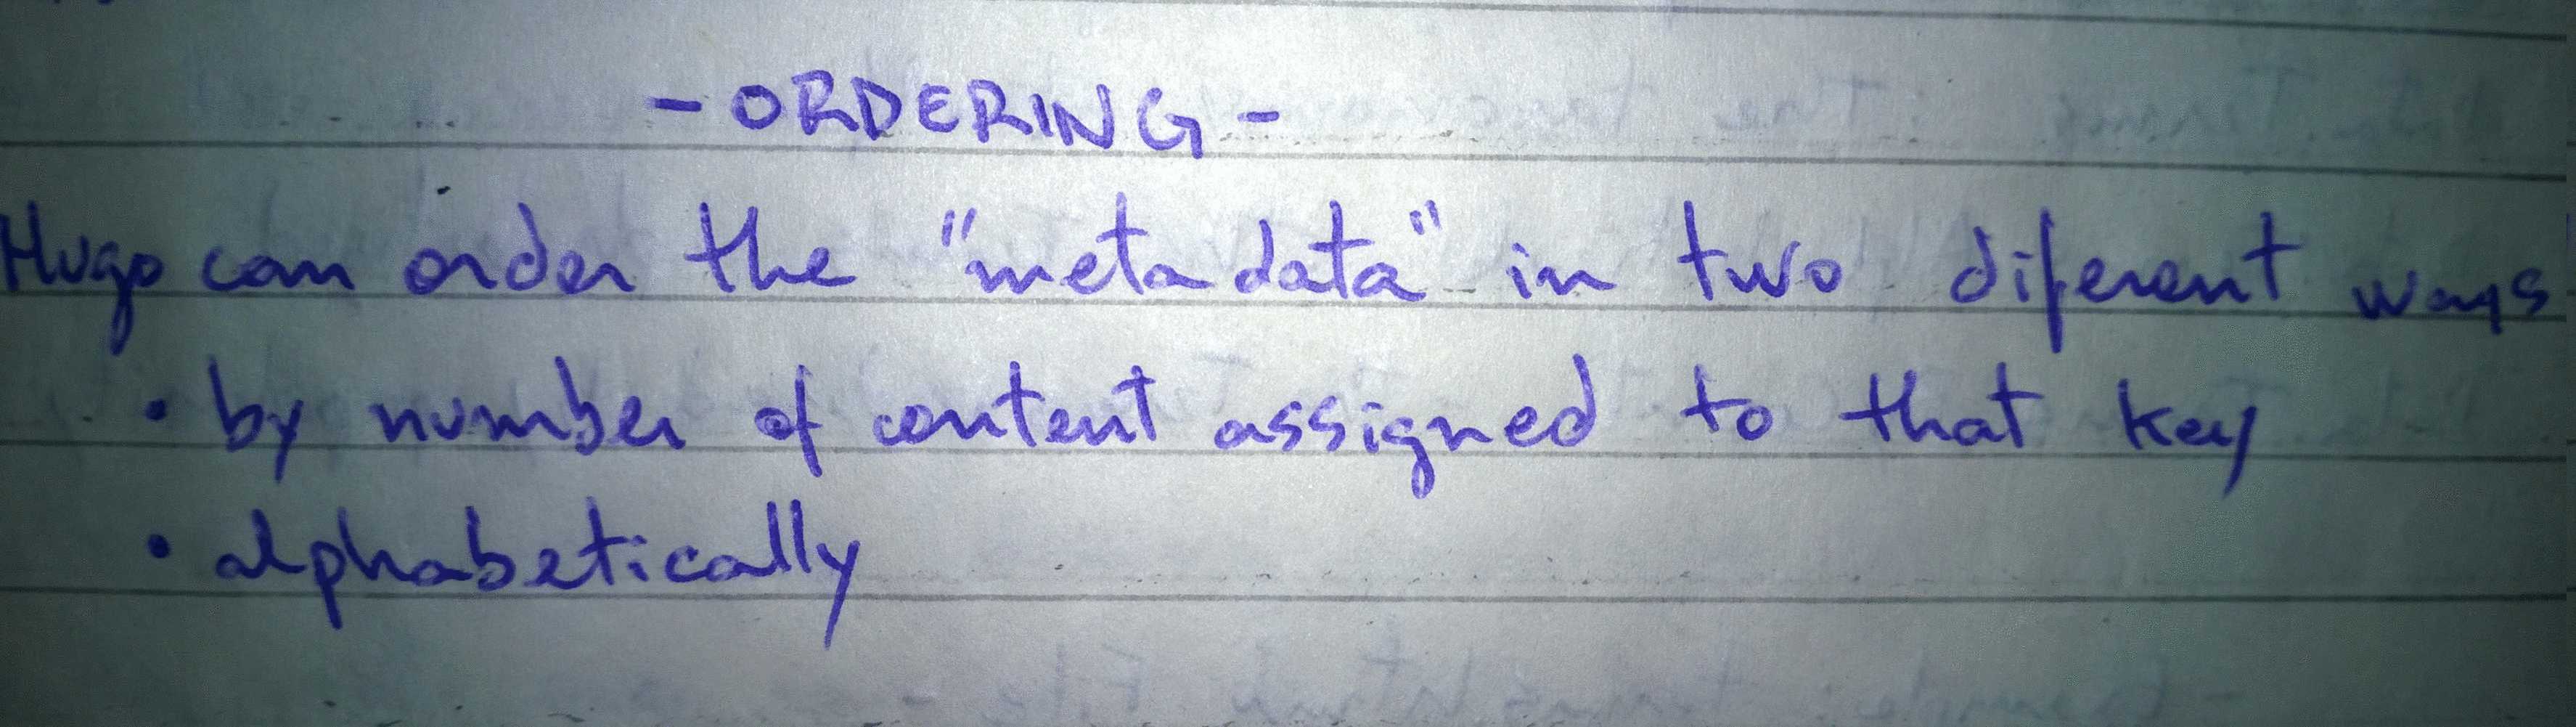 - ORDERING -
Hugo can order the "meta data" in two diferent ways
• by number of content assigned to that key
• alphabetically